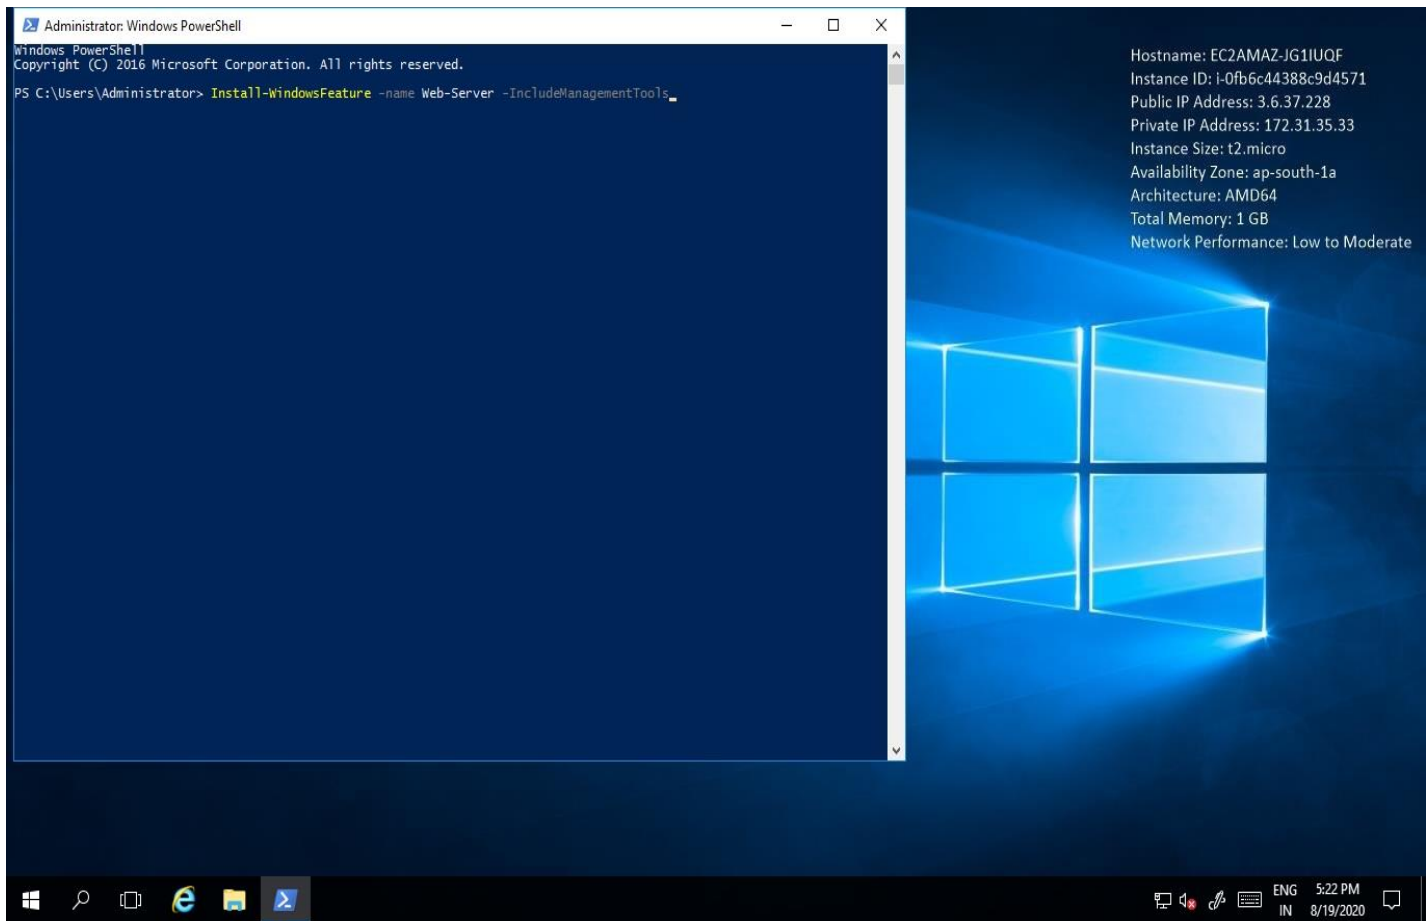 Administrator: Windows PowerShell
Windows PowerShell
Copyright (C) 2016 Microsoft Corporation. All rights reserved.
PS C:\Users\Administrator> Install-WindowsFeature -name Web-Server -IncludeManagementTools_
Hostname: EC2AMAZ-JG1IUQF
Instance ID: i-0fb6c44388c9d4571
Public IP Address: 3.6.37.228
Private IP Address: 172.31.35.33
Instance Size: t2.micro
Availability Zone: ap-south-1a
Architecture: AMD64
Total Memory: 1 GB
Network Performance: Low to Moderate
ENG
IN
5:22 PM
8/19/2020